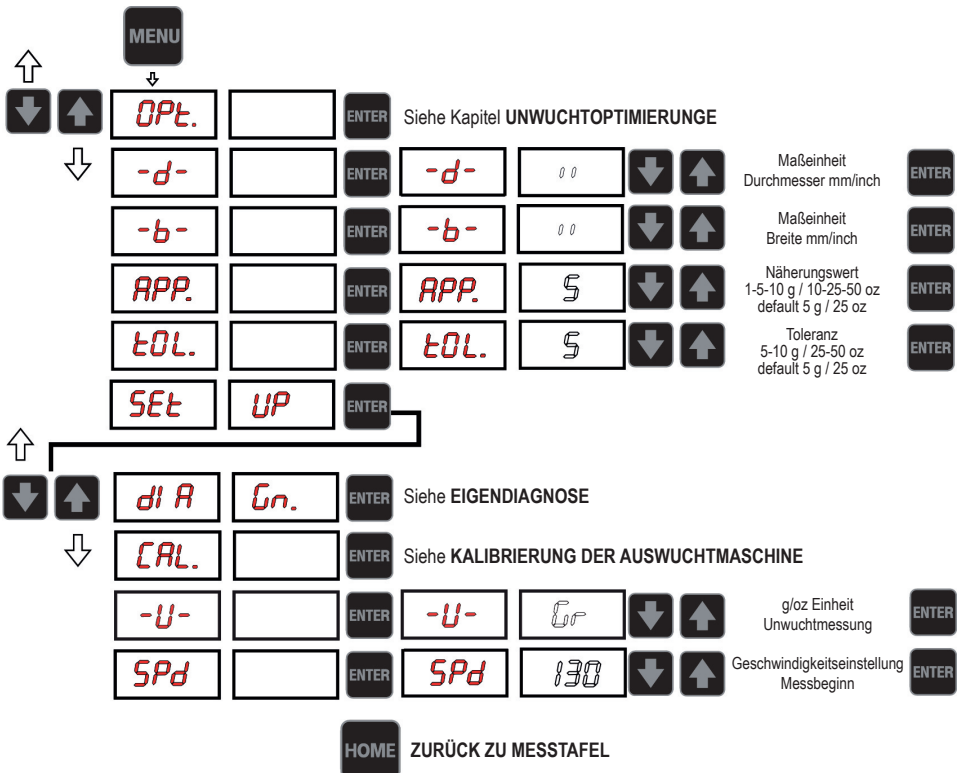 MENU
OPt. ENTER Siehe Kapitel UNWUCHTOPTIMIERUNGE
-d- ENTER -d- '' Maßeinheit
Durchmesser mm/inch ENTER
-b- ENTER -b- '' Maßeinheit
Breite mm/inch ENTER
APP. ENTER APP. 5 Näherungswert
1-5-10 g / 10-25-50 oz
default 5 g / 25 oz ENTER
tOL. ENTER tOL. 5 Toleranz
5-10 g / 25-50 oz
default 5 g / 25 oz ENTER
SEt UP ENTER
dI A Gn. ENTER Siehe EIGENDIAGNOSE
CAL. ENTER Siehe KALIBRIERUNG DER AUSWUCHTMASCHINE
-U- ENTER -U- Gr g/oz Einheit
Unwuchtmessung ENTER
SPd ENTER SPd 130 Geschwindigkeitseinstellung
Messbeginn ENTER
HOME ZURÜCK ZU MESSTAFEL